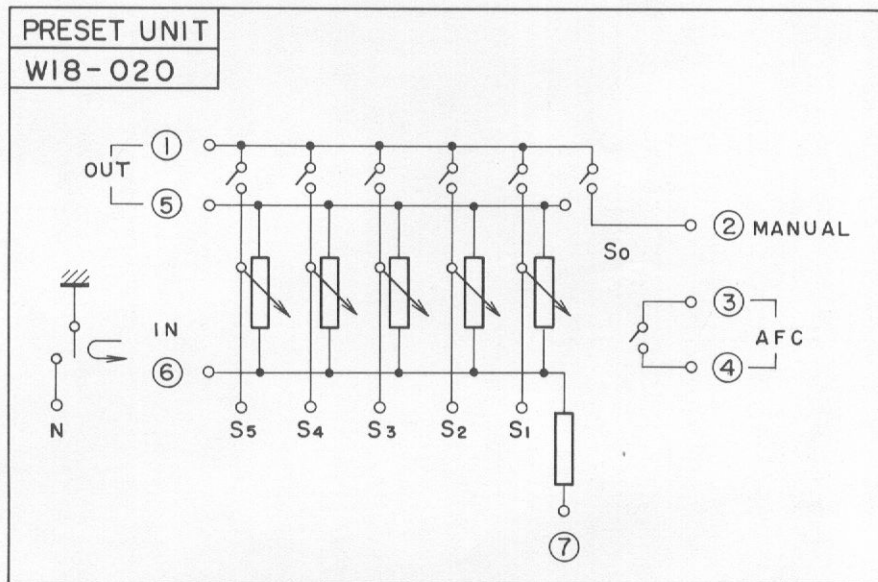 PRESET UNIT
W18-020
OUT
①
⑤
② MANUAL
So
③
AFC
④
IN
⑥
N
S5 S4 S3 S2 S1
⑦